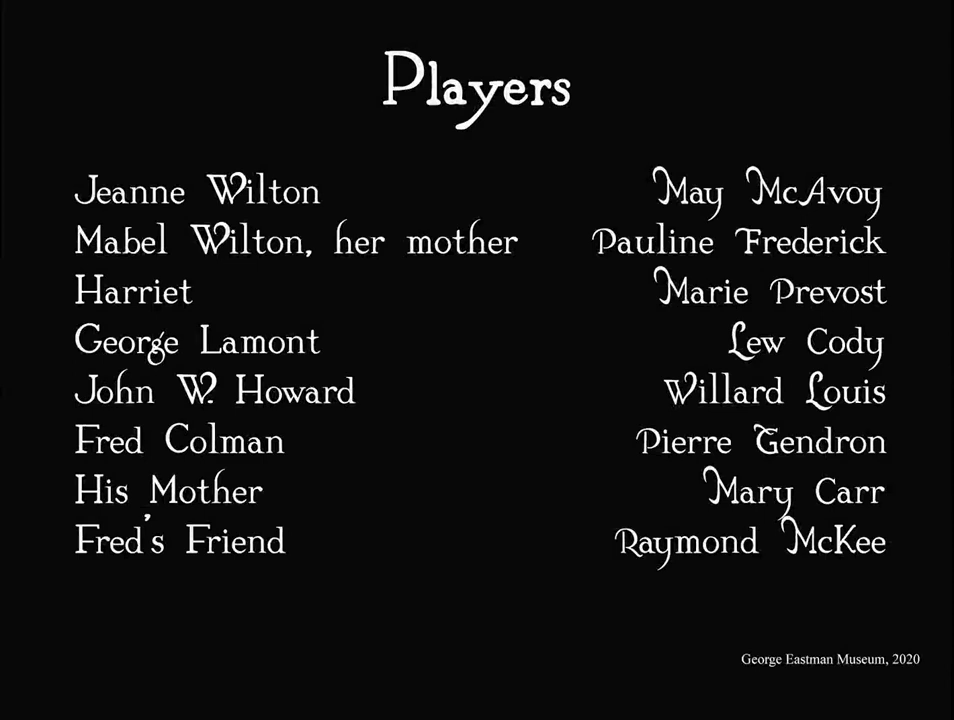 Players
Jeanne Wilton May McAvoy
Mabel Wilton, her mother Pauline Frederick
Harriet Marie Prevost
George Lamont Lew Cody
John W. Howard Willard Louis
Fred Colman Pierre Gendron
His Mother Mary Carr
Fred's Friend Raymond McKee
George Eastman Museum, 2020